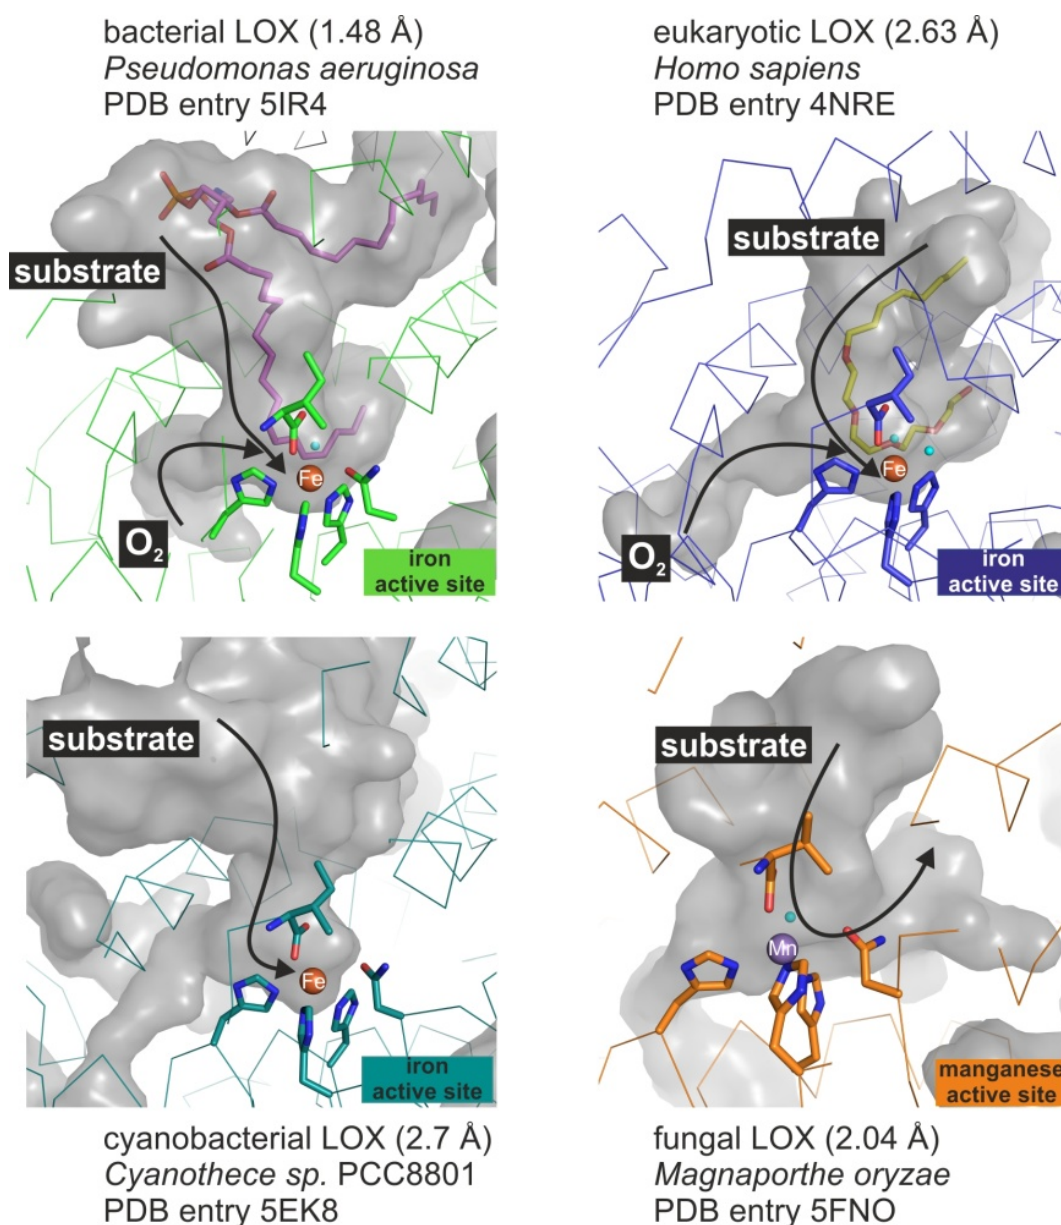 bacterial LOX (1.48 Å)
Pseudomonas aeruginosa
PDB entry 5IR4
substrate
Fe
O₂
iron
active site
eukaryotic LOX (2.63 Å)
Homo sapiens
PDB entry 4NRE
substrate
Fe
O₂
iron
active site
substrate
Fe
iron
active site
cyanobacterial LOX (2.7 Å)
Cyanothece sp. PCC8801
PDB entry 5EK8
substrate
Mn
manganese
active site
fungal LOX (2.04 Å)
Magnaporthe oryzae
PDB entry 5FNO